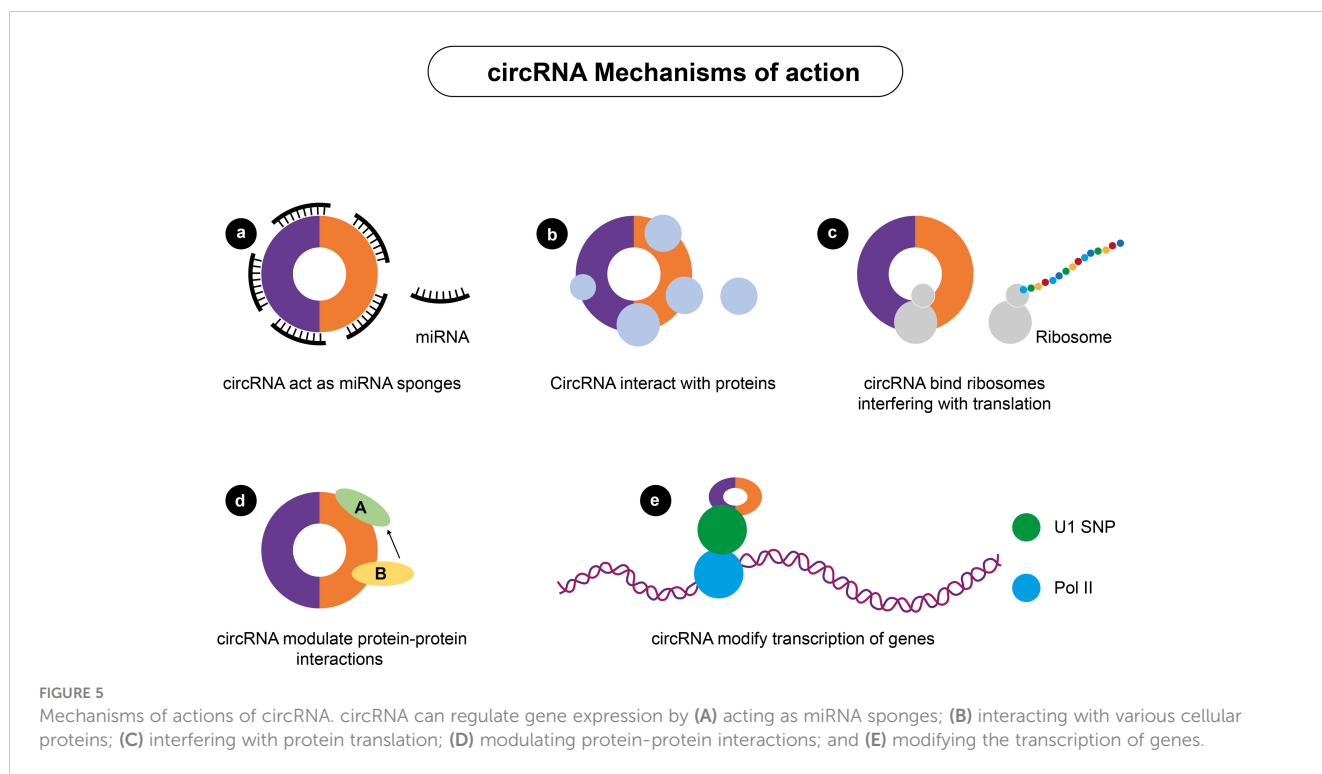 circRNA Mechanisms of action
a
miRNA
circRNA act as miRNA sponges
b
CircRNA interact with proteins
c
Ribosome
circRNA bind ribosomes
interfering with translation
d
A
B
circRNA modulate protein-protein
interactions
e
U1 SNP
Pol II
circRNA modify transcription of genes
FIGURE 5
Mechanisms of actions of circRNA. circRNA can regulate gene expression by (A) acting as miRNA sponges; (B) interacting with various cellular
proteins; (C) interfering with protein translation; (D) modulating protein-protein interactions; and (E) modifying the transcription of genes.